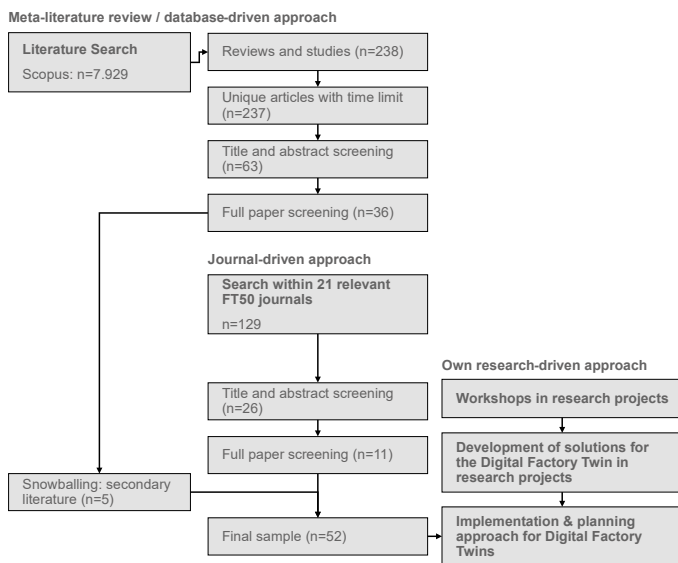 Meta-literature review / database-driven approach
Literature Search
Scopus: n=7.929
Reviews and studies (n=238)
Unique articles with time limit
(n=237)
Title and abstract screening
(n=63)
Full paper screening (n=36)
Journal-driven approach
Search within 21 relevant
FT50 journals
n=129
Title and abstract screening
(n=26)
Full paper screening (n=11)
Snowballing: secondary
literature (n=5)
Final sample (n=52)
Own research-driven approach
Workshops in research projects
Development of solutions for
the Digital Factory Twin in
research projects
Implementation & planning
approach for Digital Factory
Twins